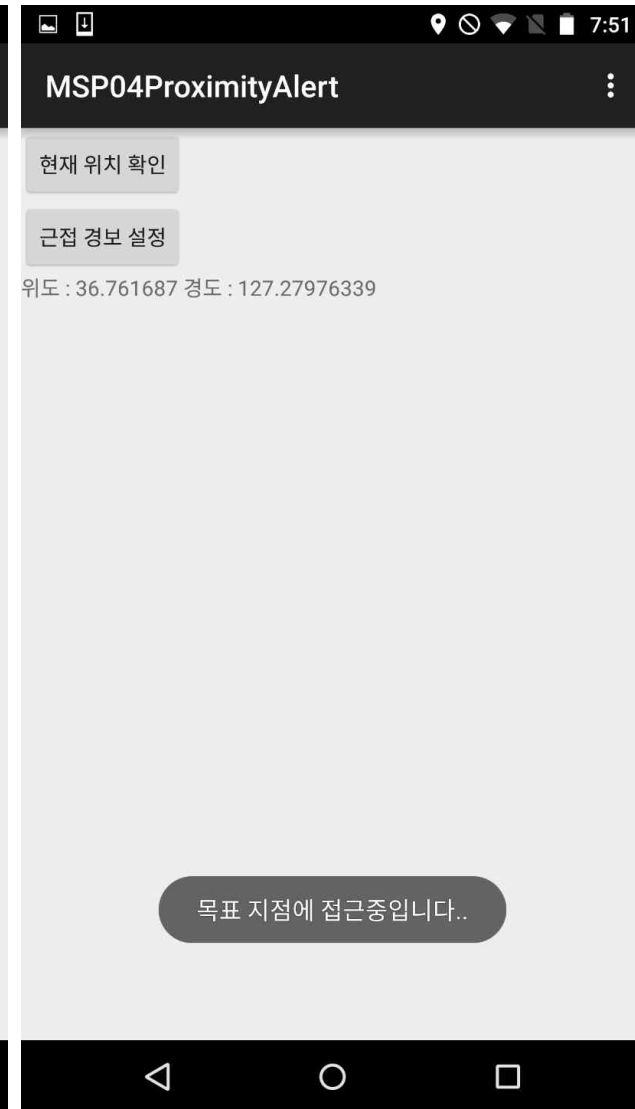 7:51
MSP04ProximityAlert
현재 위치 확인
근접 경보 설정
위도 : 36.761687 경도 : 127.27976339
목표 지점에 접근중입니다..